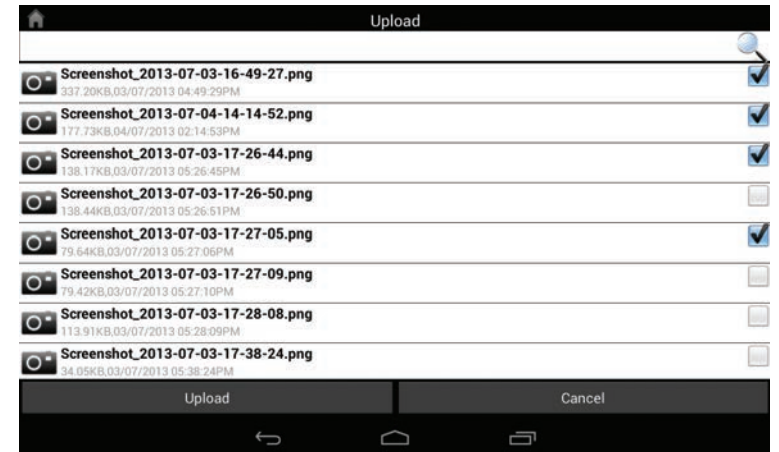 Upload
Screenshot_2013-07-03-16-49-27.png
337.20KB,03/07/2013 04:49:29PM
Screenshot_2013-07-04-14-14-52.png
177.73KB,04/07/2013 02:14:53PM
Screenshot_2013-07-03-17-26-44.png
138.17KB,03/07/2013 05:26:45PM
Screenshot_2013-07-03-17-26-50.png
138.44KB,03/07/2013 05:26:51PM
Screenshot_2013-07-03-17-27-05.png
79.64KB,03/07/2013 05:27:06PM
Screenshot_2013-07-03-17-27-09.png
79.42KB,03/07/2013 05:27:10PM
Screenshot_2013-07-03-17-28-08.png
113.91KB,03/07/2013 05:28:09PM
Screenshot_2013-07-03-17-38-24.png
34.05KB,03/07/2013 05:38:24PM
Upload Cancel